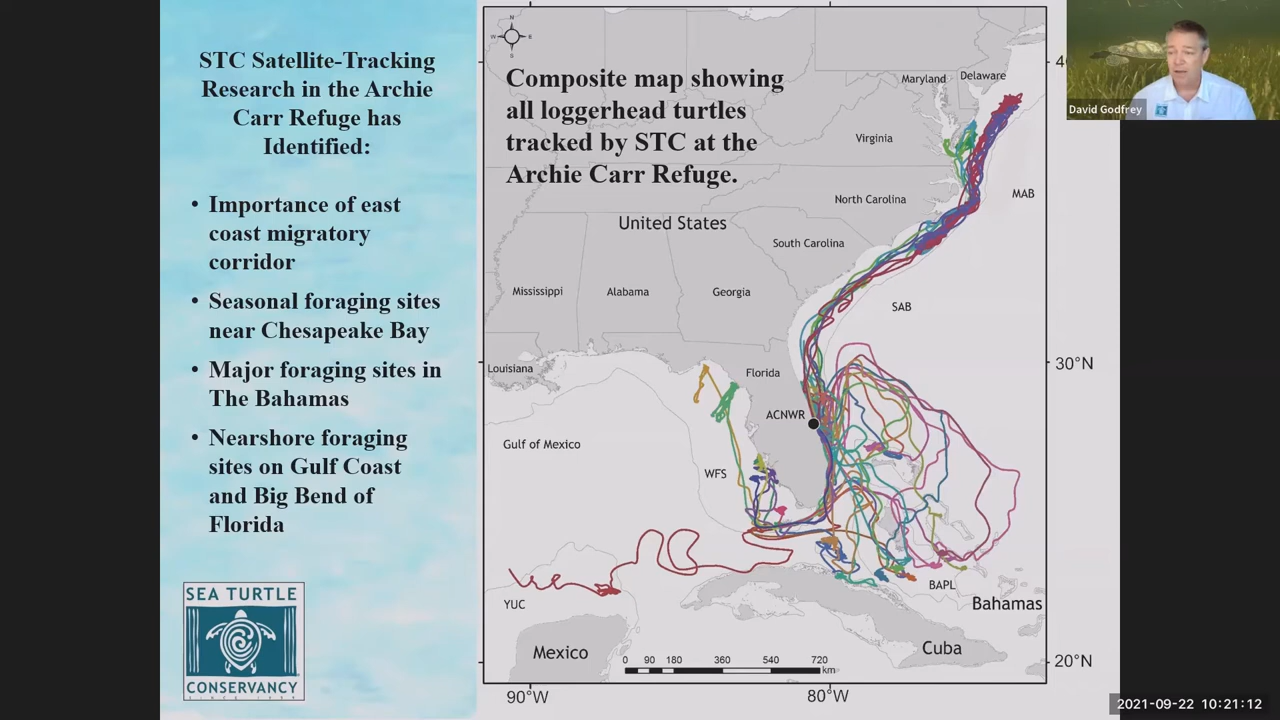 STC Satellite-Tracking
Research in the Archie
Carr Refuge has
Identified:
• Importance of east
coast migratory
corridor
• Seasonal foraging sites
near Chesapeake Bay
• Major foraging sites in
The Bahamas
• Nearshore foraging
sites on Gulf Coast
and Big Bend of
Florida
SEA TURTLE
CONSERVANCY
SINCE 1959
N
W E
S
Composite map showing
all loggerhead turtles
tracked by STC at the
Archie Carr Refuge.
Maryland
Delaware
Virginia
MAB
North Carolina
United States
South Carolina
Mississippi
Alabama
Georgia
SAB
Louisiana
Florida
30°N
ACNWR
Gulf of Mexico
WFS
YUC
BAPL
Bahamas
Mexico
Cuba
0 90 180 360 540 720
km
20°N
90°W
80°W
David Godfrey
2021-09-22 10:21:12